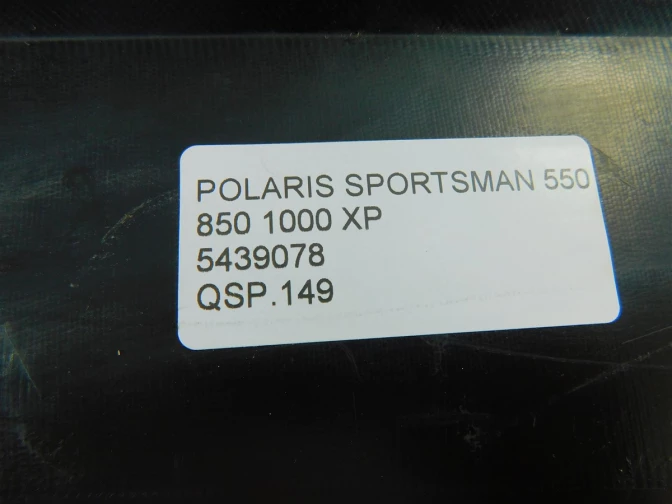 POLARIS SPORTSMAN 550
850 1000 XP
5439078
QSP.149